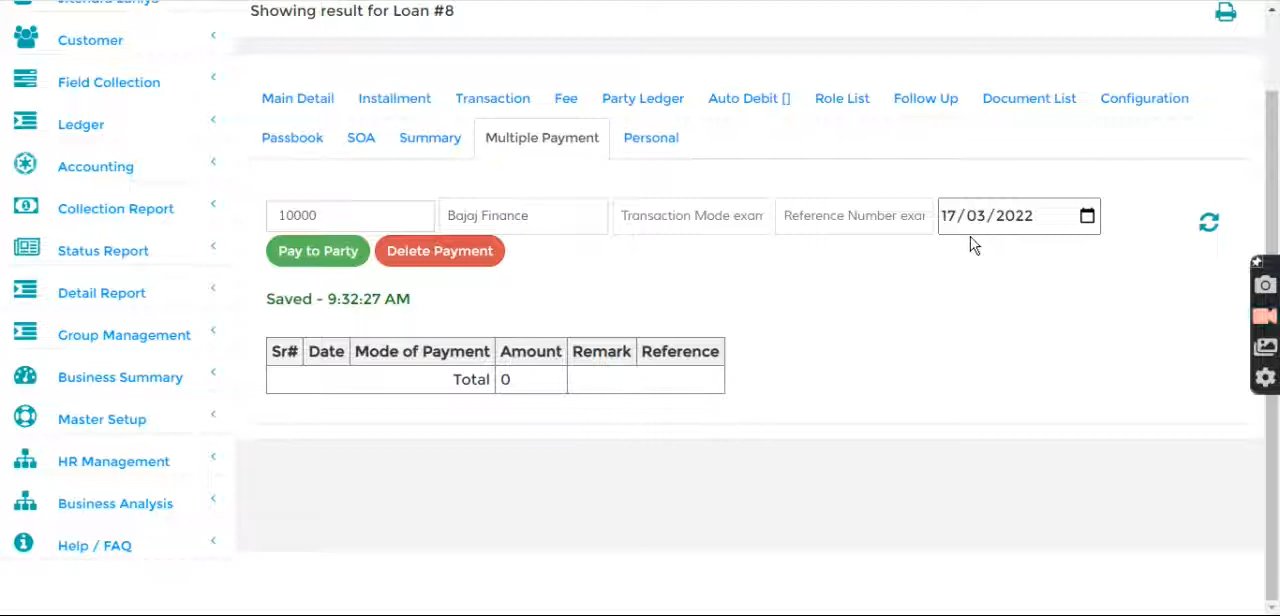 Showing result for Loan #8
Customer
Field Collection
Ledger
Accounting
Collection Report
Status Report
Detail Report
Group Management
Business Summary
Master Setup
HR Management
Business Analysis
Help / FAQ
Main Detail Installment Transaction Fee Party Ledger Auto Debit [] Role List Follow Up Document List Configuration
Passbook SOA Summary Multiple Payment Personal
10000 Bajaj Finance Transaction Mode exam Reference Number exar 17/03/2022
Pay to Party Delete Payment
Saved - 9:32:27 AM
Sr# Date Mode of Payment Amount Remark Reference
Total 0